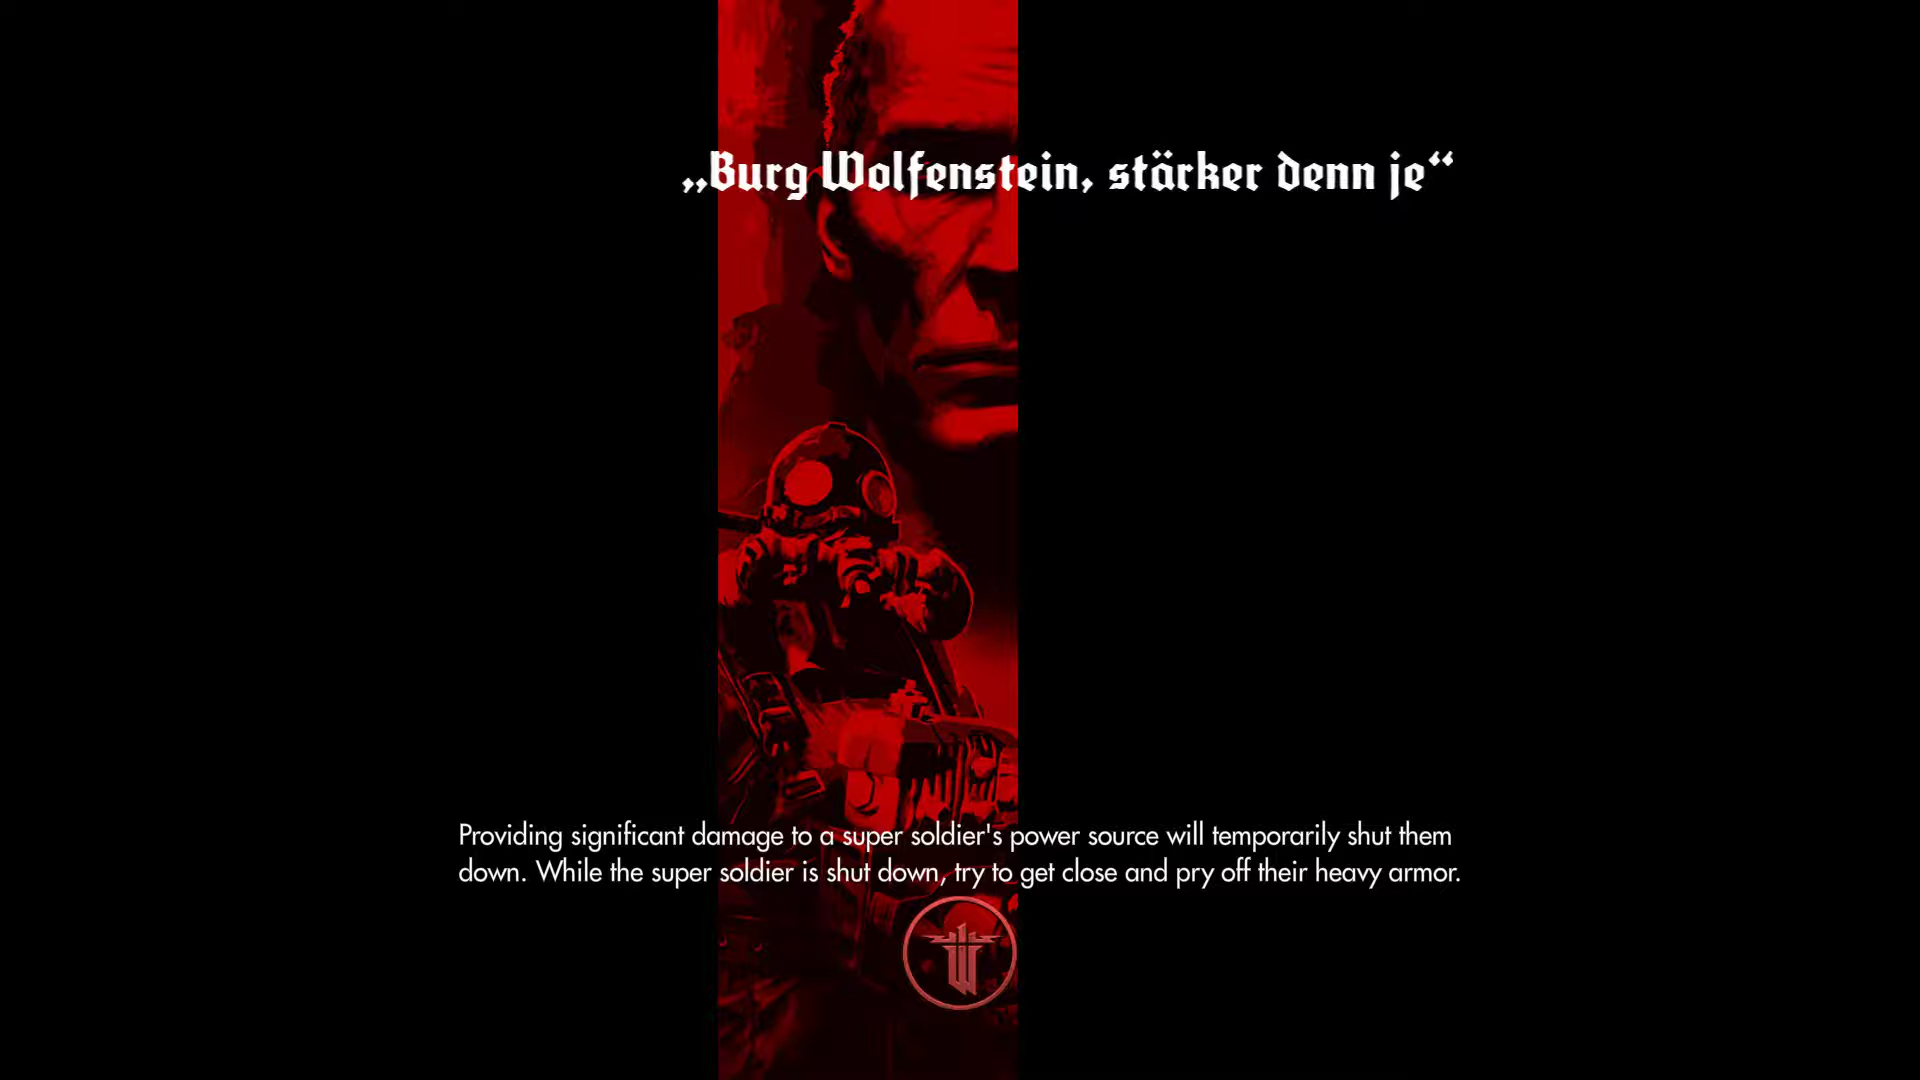 „Burg Wolfenstein, stärker denn je“
Providing significant damage to a super soldier's power source will temporarily shut them
down. While the super soldier is shut down, try to get close and pry off their heavy armor.